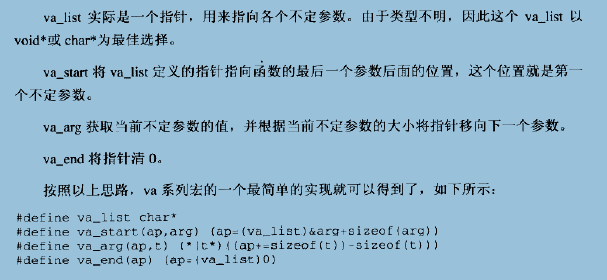 va_list 实际是一个指针，用来指向各个不定参数。由于类型不明，因此这个 va_list 以
void*或 char*为最佳选择。
va_start 将 va_list 定义的指针指向函数的最后一个参数后面的位置，这个位置就是第一
个不定参数。
va_arg 获取当前不定参数的值，并根据当前不定参数的大小将指针移向下一个参数。
va_end 将指针清 0。
按照以上思路，va 系列宏的一个最简单的实现就可以得到了，如下所示：
#define va_list char*
#define va_start(ap,arg) (ap=(va_list)&arg+sizeof(arg))
#define va_arg(ap,t) (*(t*)((ap+=sizeof(t))-sizeof(t)))
#define va_end(ap) (ap=(va_list)0)